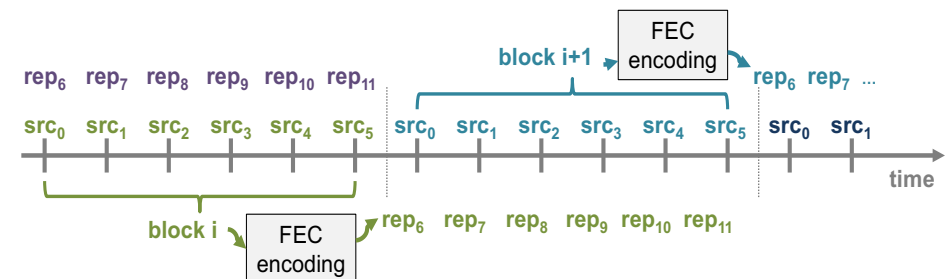 FEC
encoding
block i+1
rep₆ rep₇ rep₈ rep₉ rep₁₀ rep₁₁
rep₆ rep₇ ...
src₀ src₁ src₂ src₃ src₄ src₅ src₀ src₁ src₂ src₃ src₄ src₅ src₀ src₁
time
block i
FEC
encoding
rep₆ rep₇ rep₈ rep₉ rep₁₀ rep₁₁